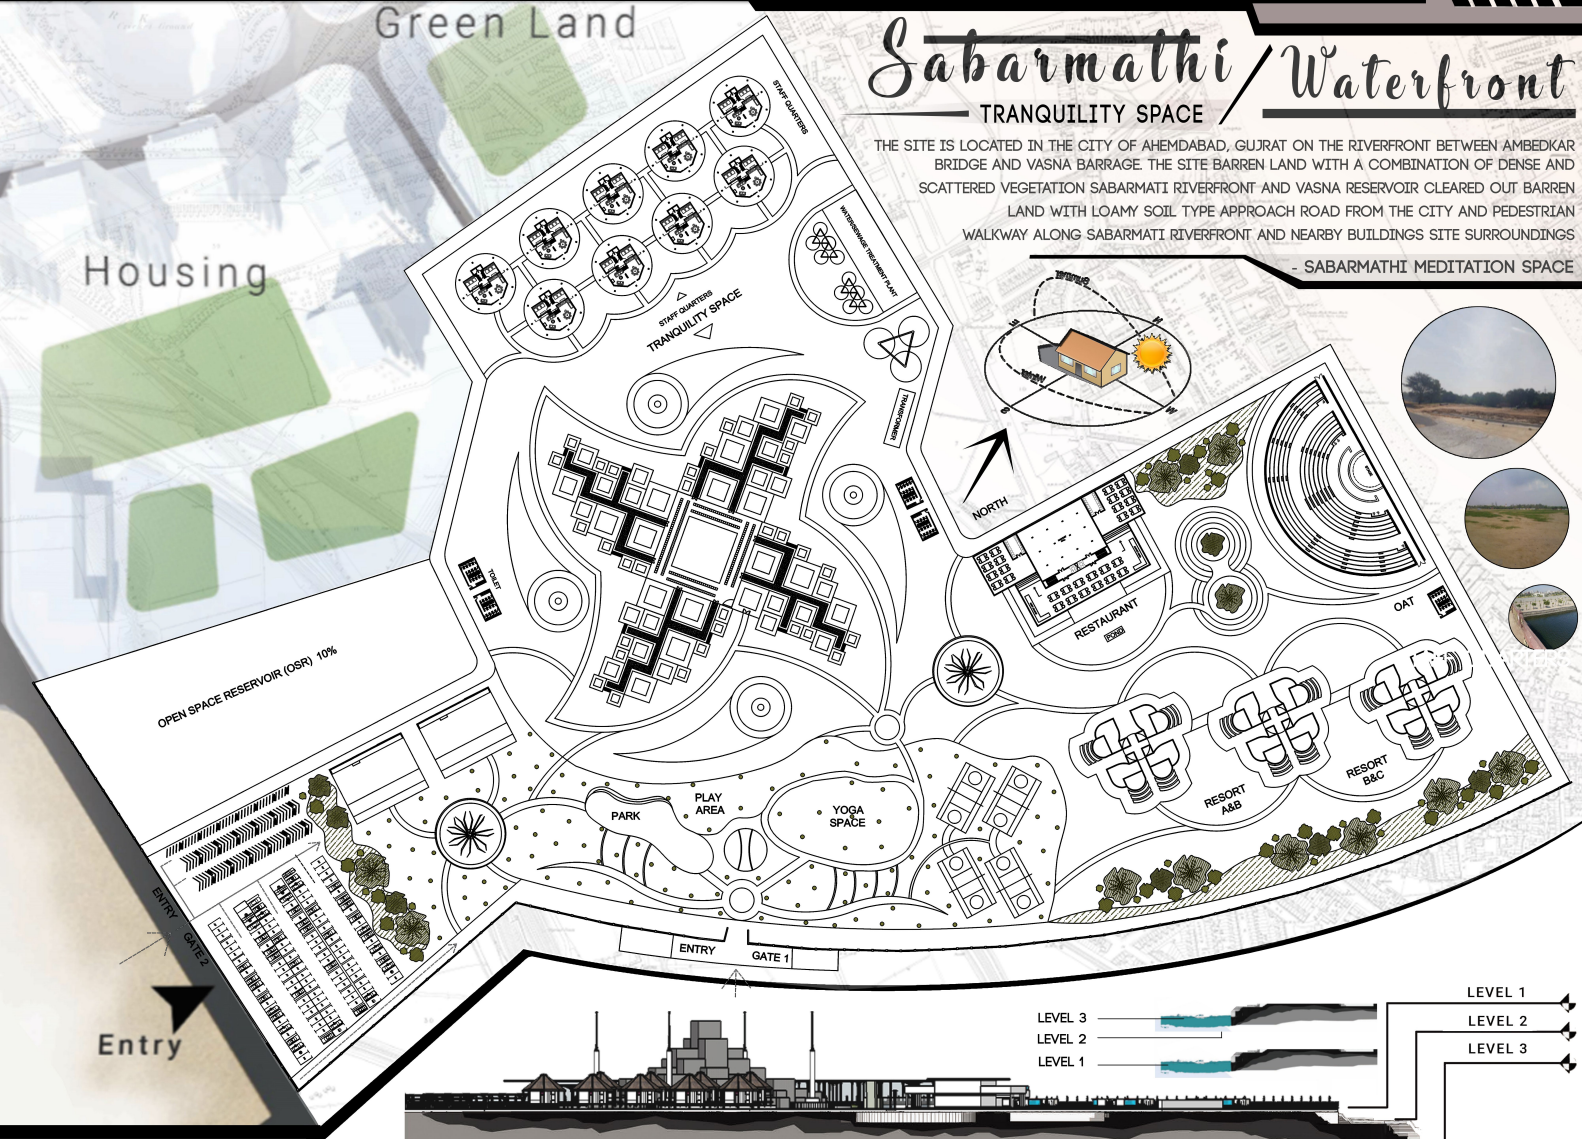 Green Land
Sabarmathi
Waterfront
TRANQUILITY SPACE
THE SITE IS LOCATED IN THE CITY OF AHEMDABAD, GUJRAT ON THE RIVERFRONT BETWEEN AMBEDKAR
BRIDGE AND VASNA BARRAGE. THE SITE BARREN LAND WITH A COMBINATION OF DENSE AND
SCATTERED VEGETATION SABARMATI RIVERFRONT AND VASNA RESERVOIR CLEARED OUT BARREN
LAND WITH LOAMY SOIL TYPE APPROACH ROAD FROM THE CITY AND PEDESTRIAN
WALKWAY ALONG SABARMATI RIVERFRONT AND NEARBY BUILDINGS SITE SURROUNDINGS
- SABARMATHI MEDITATION SPACE
STAFF QUARTERS
Housing
WATER/SEWAGE TREATMENT PLANT
STAFF QUARTERS
TRANQUILITY SPACE
TRANSFORMER
NORTH
TOILET
RESTAURANT
POND
OAT
OPEN SPACE RESERVOIR (OSR) 10%
RESORT
A&B
RESORT
B&C
PLAY
AREA
PARK
YOGA
SPACE
ENTRY
GATE 2
ENTRY
GATE 1
Entry
LEVEL 3
LEVEL 2
LEVEL 1
LEVEL 1
LEVEL 2
LEVEL 3